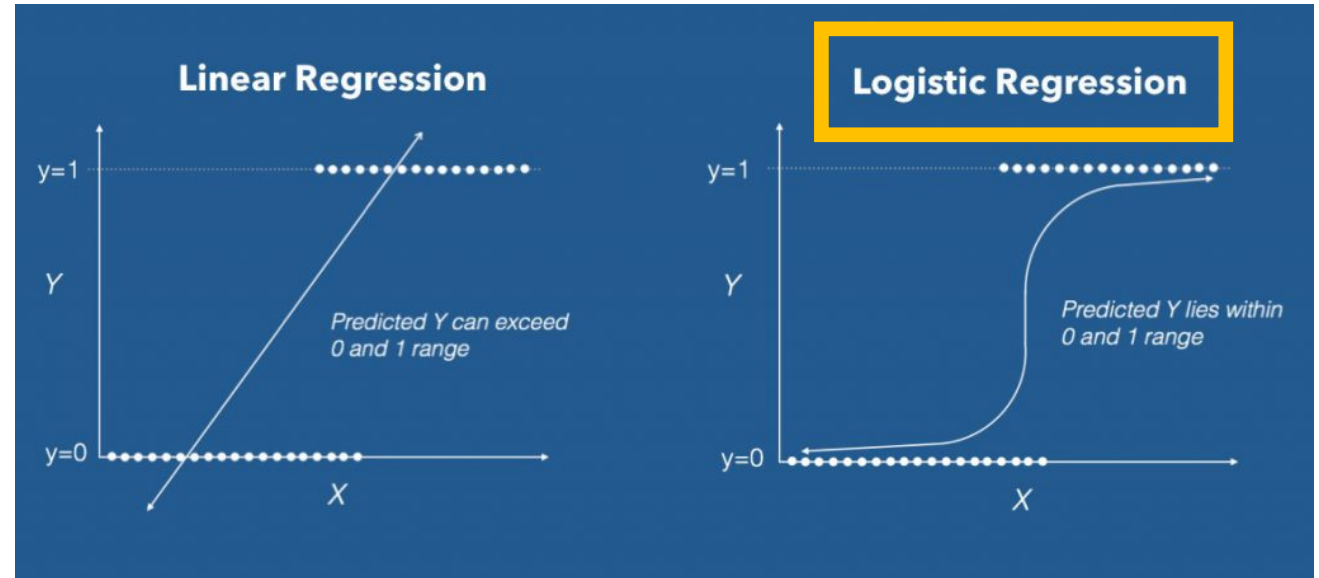 Linear Regression
y=1
Y
Predicted Y can exceed
0 and 1 range
y=0
X
Logistic Regression
y=1
Y
Predicted Y lies within
0 and 1 range
y=0
X